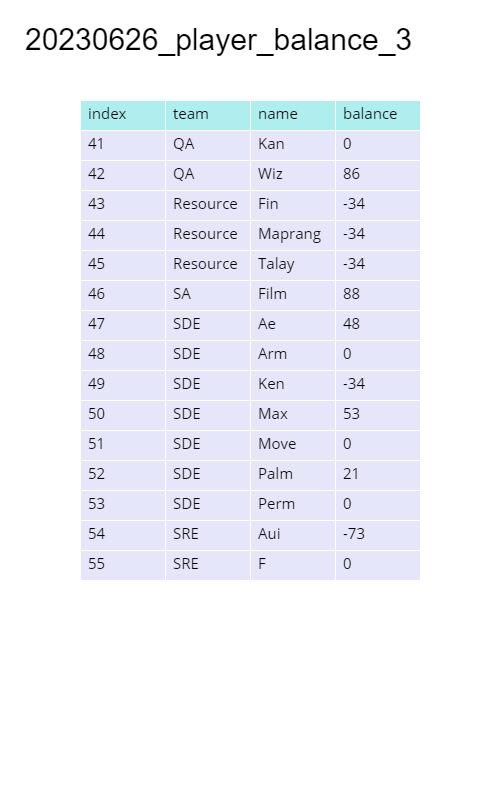 20230626_player_balance_3
index team name balance
41 QA Kan 0
42 QA Wiz 86
43 Resource Fin -34
44 Resource Maprang -34
45 Resource Talay -34
46 SA Film 88
47 SDE Ae 48
48 SDE Arm 0
49 SDE Ken -34
50 SDE Max 53
51 SDE Move 0
52 SDE Palm 21
53 SDE Perm 0
54 SRE Aui -73
55 SRE F 0